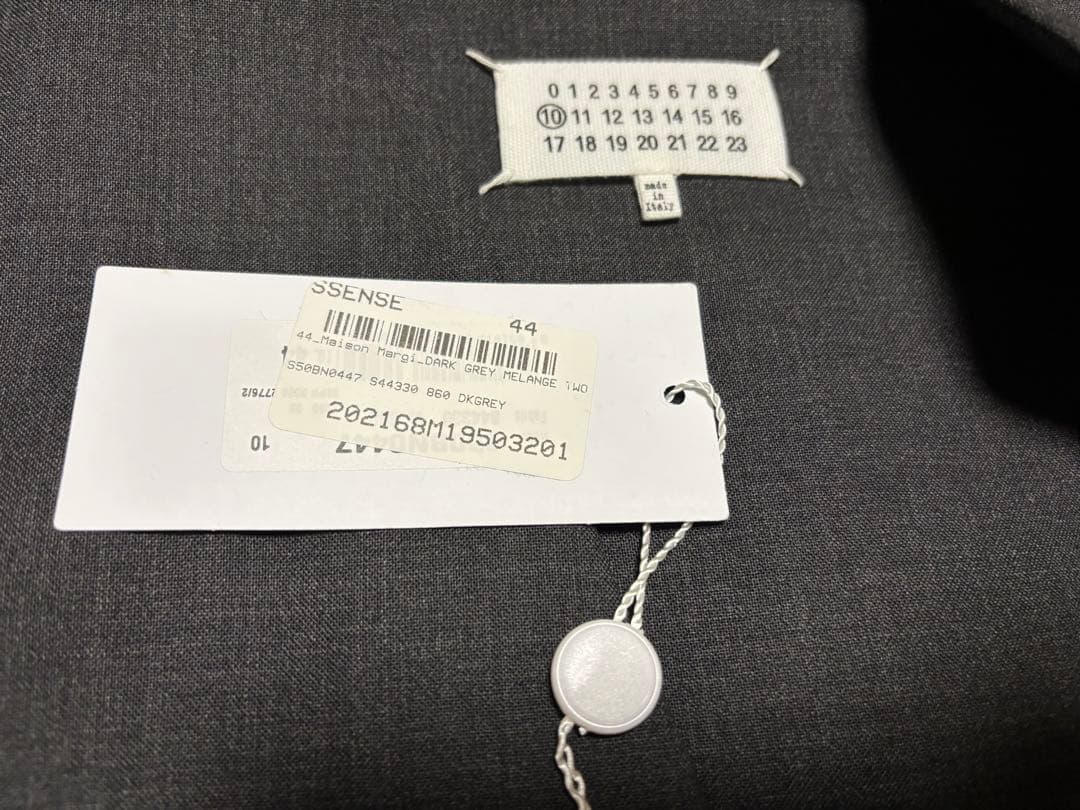 0 1 2 3 4 5 6 7 8 9
10 11 12 13 14 15 16
17 18 19 20 21 22 23
made
in
Italy
SSENSE
44
44_Maison Margi_DARK GREY MELANGE TWO
S50BN0447 S44330 860 DKGREY
202168M19503201
2776/2
10